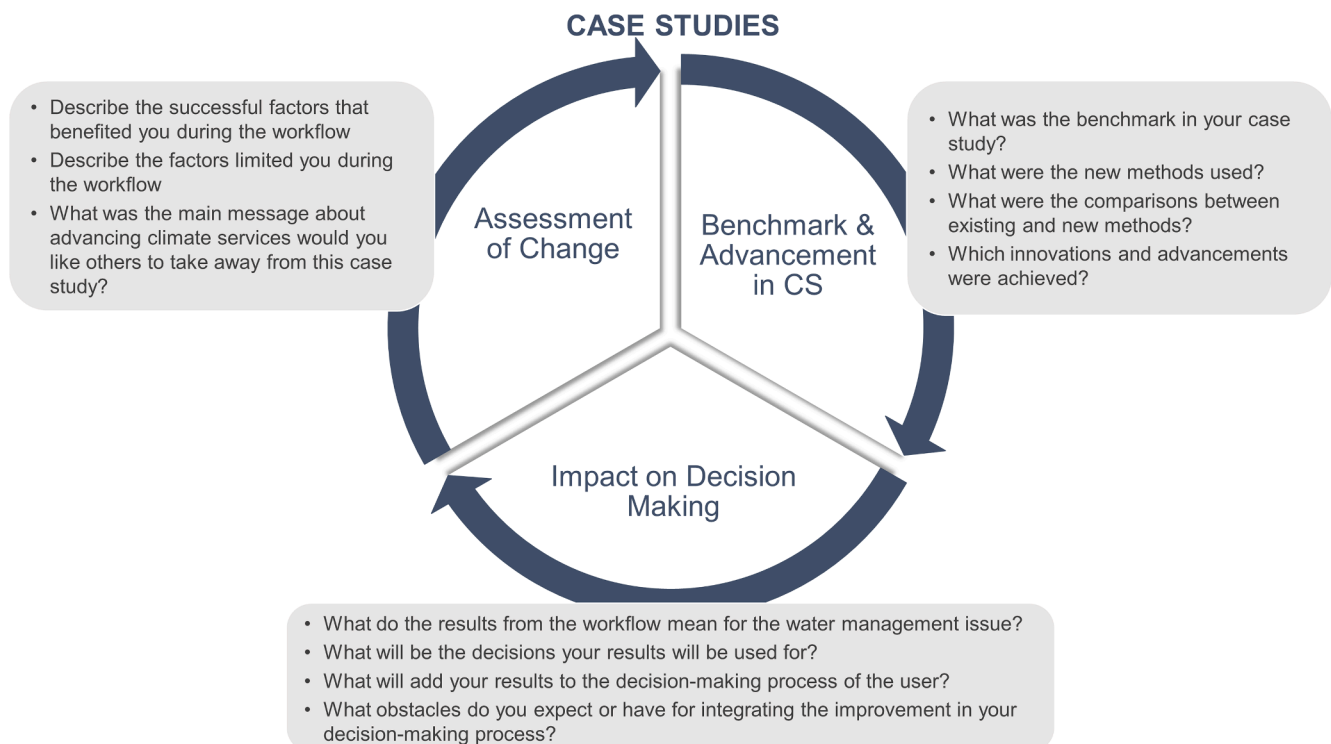 CASE STUDIES
• Describe the successful factors that
benefited you during the workflow
• Describe the factors limited you during
the workflow
• What was the main message about
advancing climate services would you
like others to take away from this case
study?
Assessment
of Change
Benchmark &
Advancement
in CS
• What was the benchmark in your case
study?
• What were the new methods used?
• What were the comparisons between
existing and new methods?
• Which innovations and advancements
were achieved?
Impact on Decision
Making
• What do the results from the workflow mean for the water management issue?
• What will be the decisions your results will be used for?
• What will add your results to the decision-making process of the user?
• What obstacles do you expect or have for integrating the improvement in your
decision-making process?